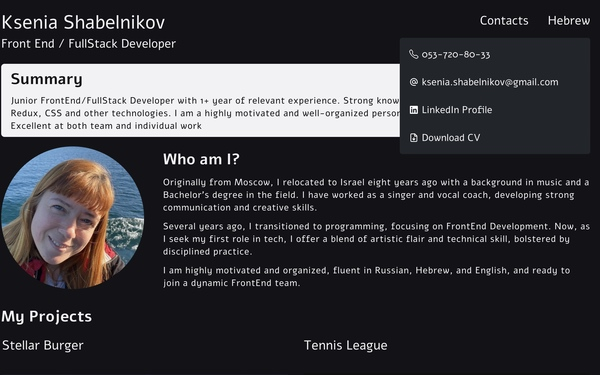 Ksenia Shabelnikov
Contacts Hebrew
Front End / FullStack Developer
053-720-80-33
ksenia.shabelnikov@gmail.com
LinkedIn Profile
Download CV
Summary
Junior FrontEnd/FullStack Developer with 1+ year of relevant experience. Strong know
Redux, CSS and other technologies. I am a highly motivated and well-organized person
Excellent at both team and individual work
Who am I?
Originally from Moscow, I relocated to Israel eight years ago with a background in music and a
Bachelor's degree in the field. I have worked as a singer and vocal coach, developing strong
communication and creative skills.
Several years ago, I transitioned to programming, focusing on FrontEnd Development. Now, as
I seek my first role in tech, I offer a blend of artistic flair and technical skill, bolstered by
disciplined practice.
I am highly motivated and organized, fluent in Russian, Hebrew, and English, and ready to
join a dynamic FrontEnd team.
My Projects
Stellar Burger
Tennis League